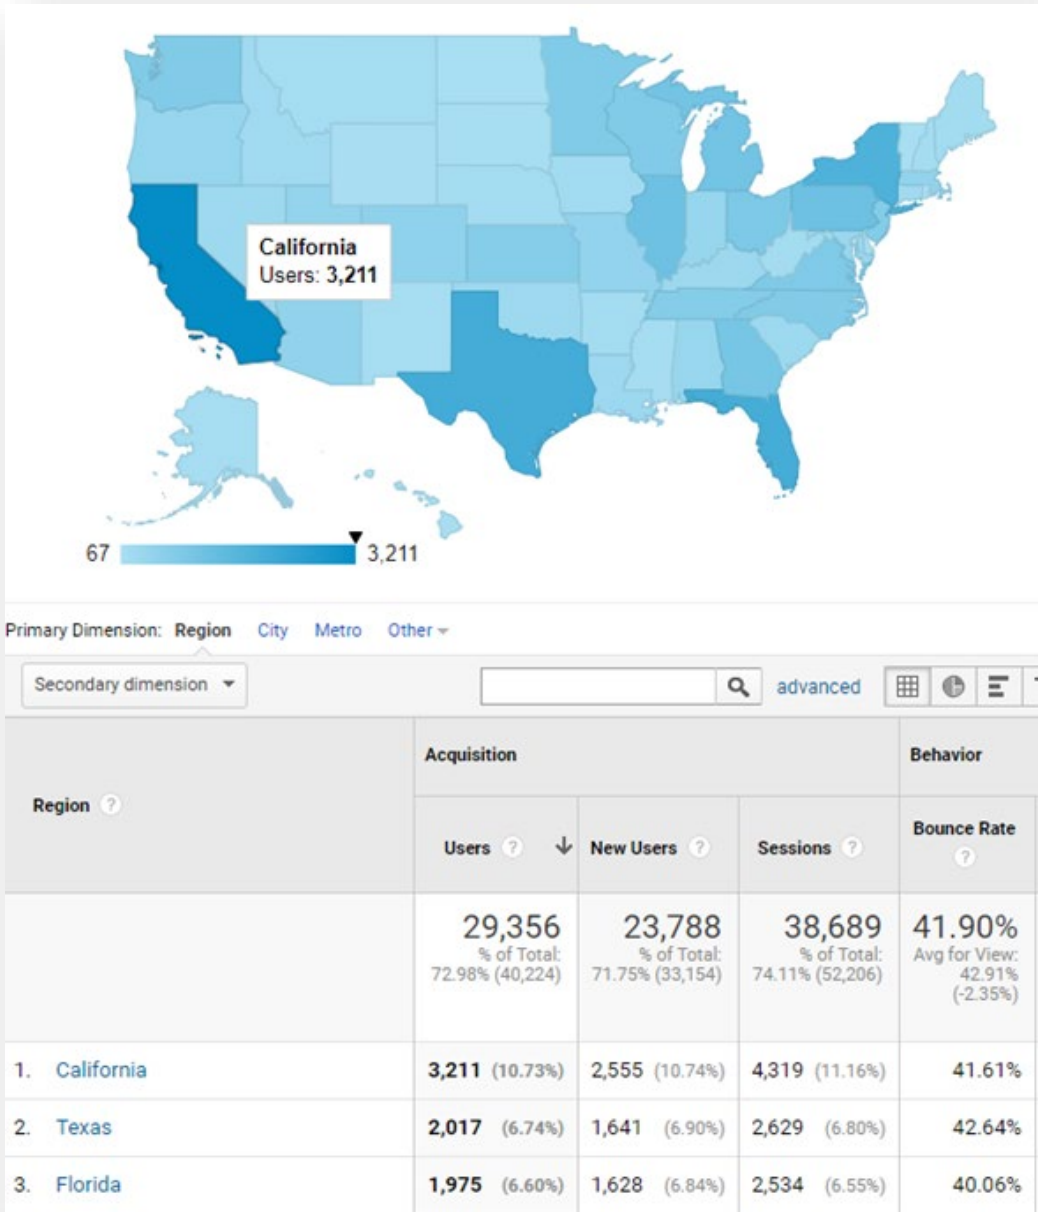 California
Users: 3,211
67 3,211
Primary Dimension: Region City Metro Other
Secondary dimension advanced
Acquisition Behavior
Region ?
Users ? New Users ? Sessions ? Bounce Rate ?
29,356 23,788 38,689 41.90%
% of Total: % of Total: % of Total: Avg for View:
72.98% (40,224) 71.75% (33,154) 74.11% (52,206) 42.91%
(-2.35%)
1. California 3,211 (10.73%) 2,555 (10.74%) 4,319 (11.16%) 41.61%
2. Texas 2,017 (6.74%) 1,641 (6.90%) 2,629 (6.80%) 42.64%
3. Florida 1,975 (6.60%) 1,628 (6.84%) 2,534 (6.55%) 40.06%